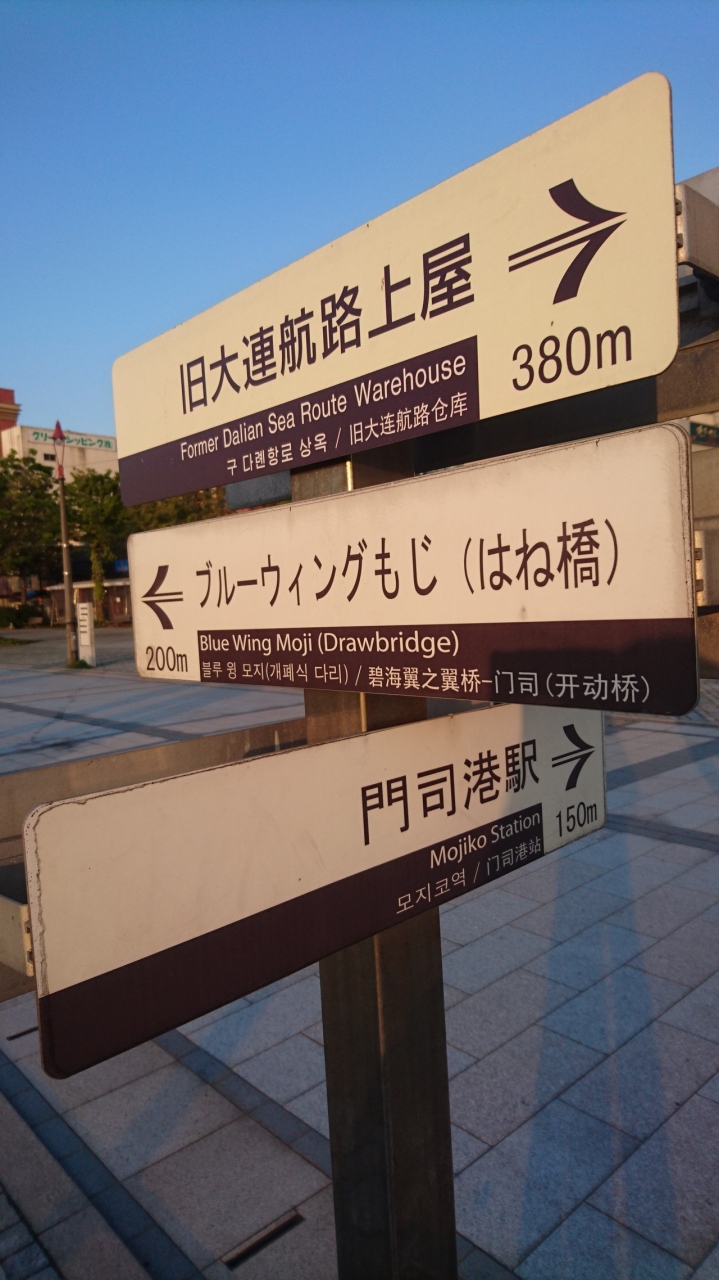 旧大連航路上屋
380m
Former Dalian Sea Route Warehouse
구 다롄항로 상옥 / 旧大连航路仓库
ブルーウィングもじ（はね橋）
200m
Blue Wing Moji (Drawbridge)
블루 윙 모지(개폐식 다리) / 碧海翼之翼桥-门司(开动桥)
門司港駅
150m
Mojiko Station
모지코역 / 门司港站